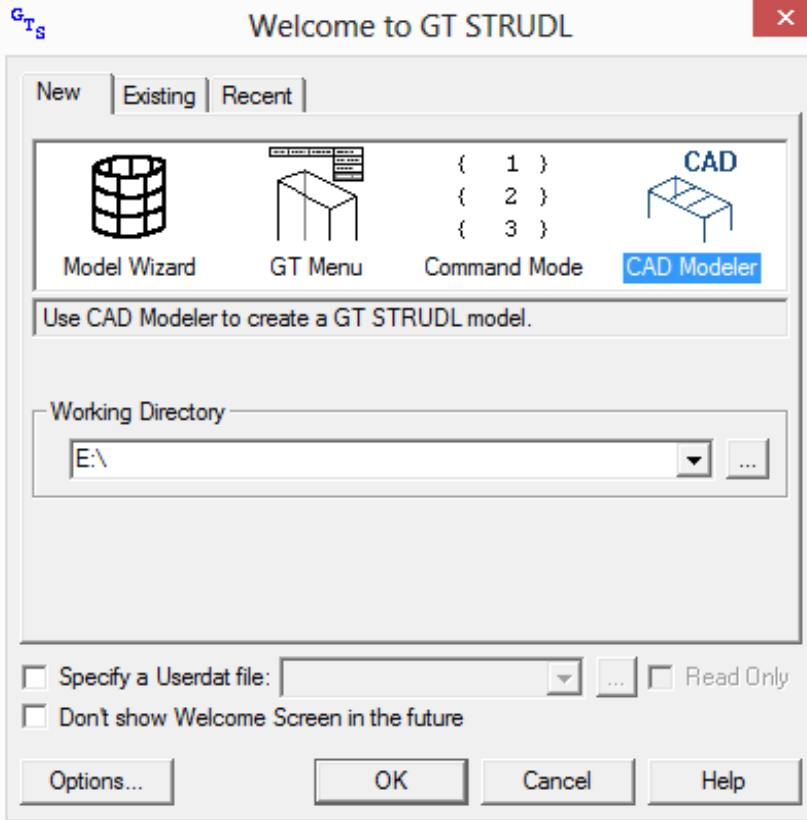 GTS
Welcome to GT STRUDL
New Existing Recent
{ 1 }
{ 2 }
{ 3 }
CAD
Model Wizard GT Menu Command Mode CAD Modeler
Use CAD Modeler to create a GT STRUDL model.
Working Directory
E:\
...
Specify a Userdat file: ... Read Only
Don't show Welcome Screen in the future
Options... OK Cancel Help